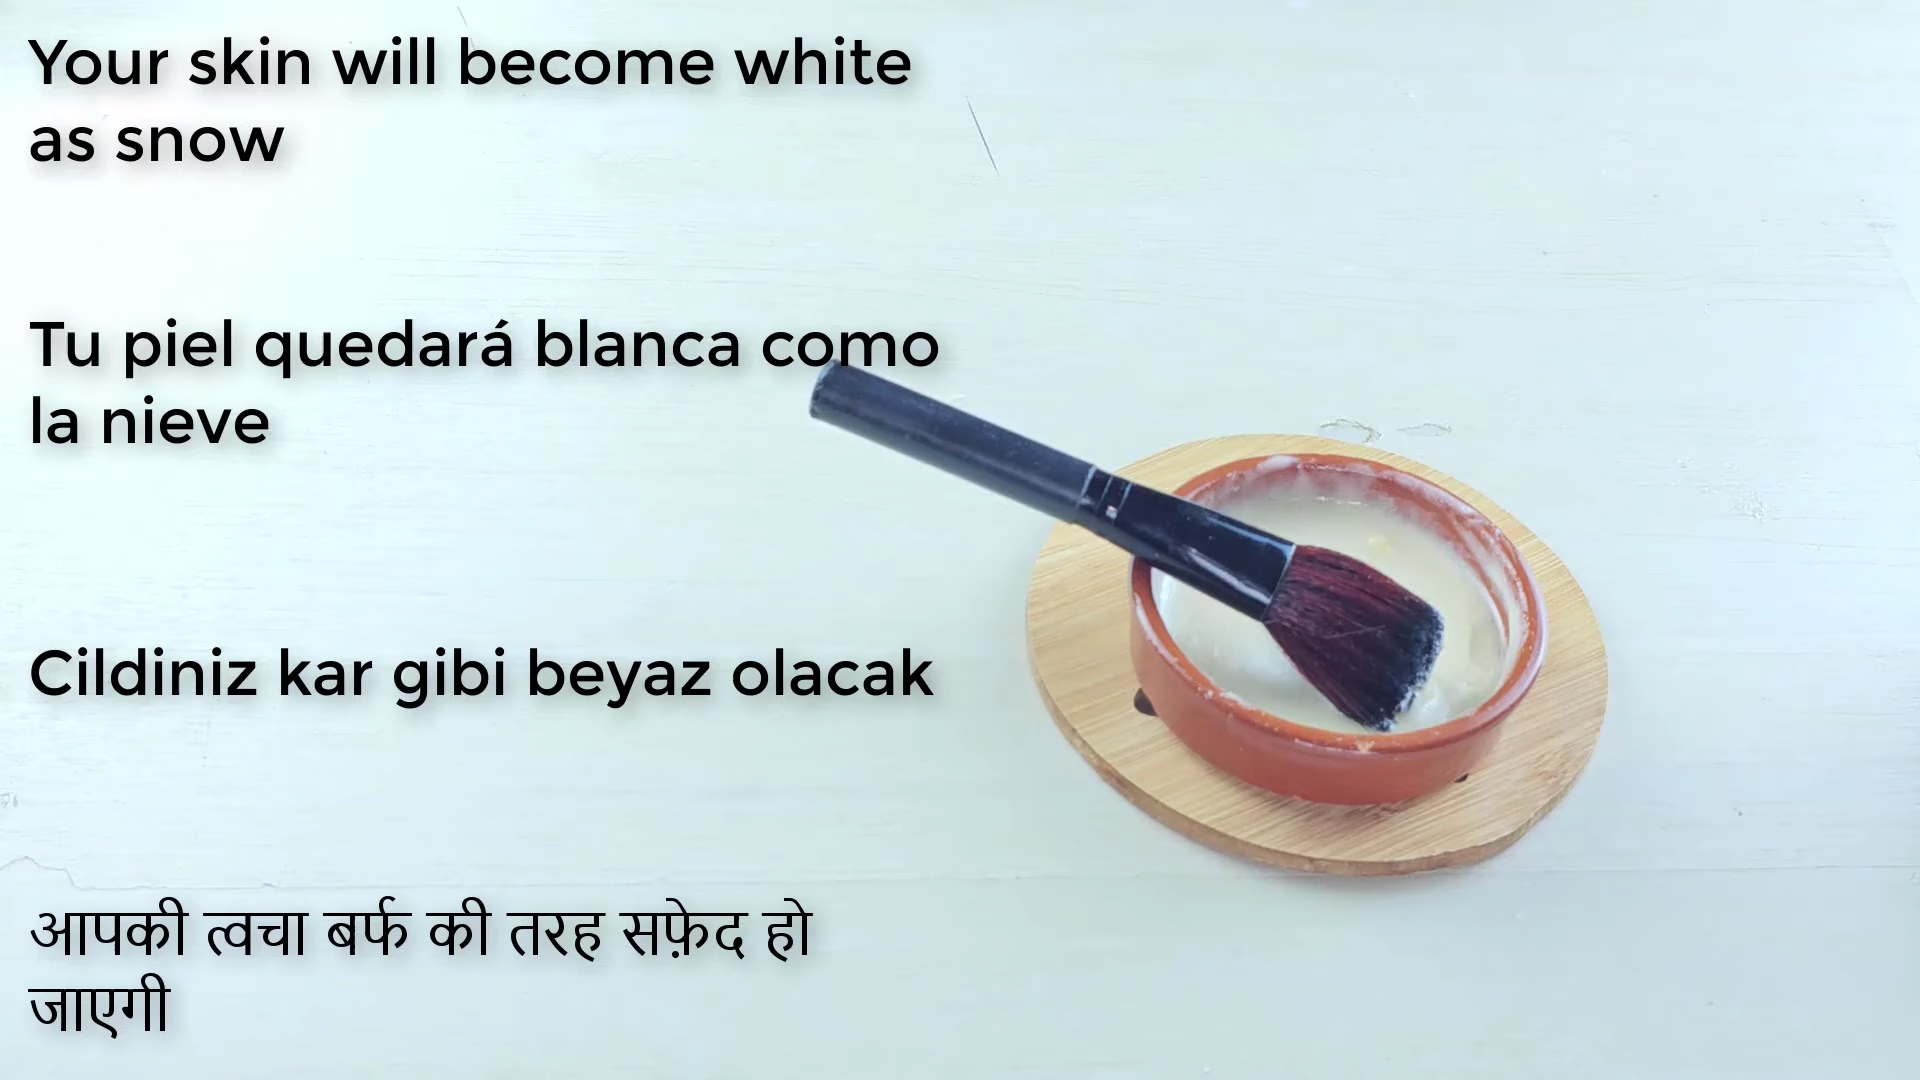 Your skin will become white
as snow
Tu piel quedará blanca como
la nieve
Cildiniz kar gibi beyaz olacak
आपकी त्वचा बर्फ की तरह सफ़ेद हो
जाएगी